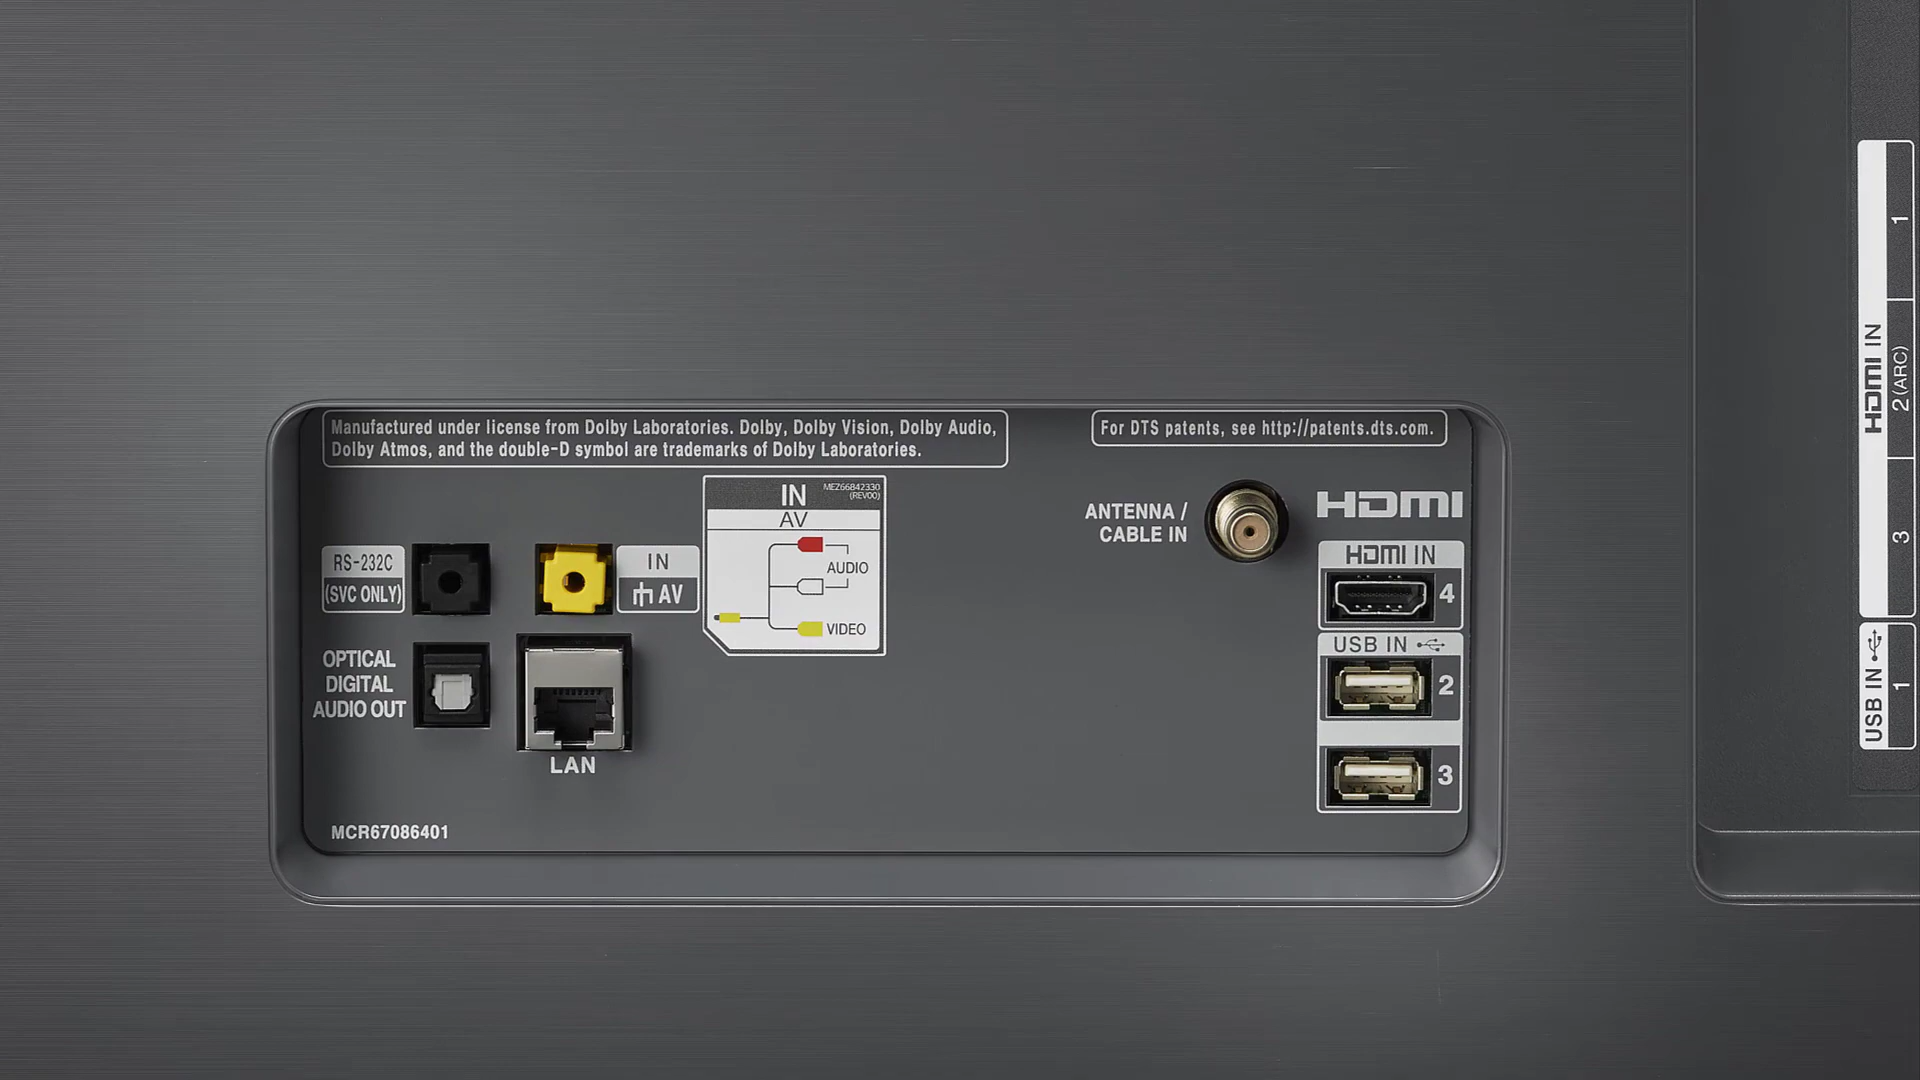 Manufactured under license from Dolby Laboratories. Dolby, Dolby Vision, Dolby Audio,
Dolby Atmos, and the double-D symbol are trademarks of Dolby Laboratories.
For DTS patents, see http://patents.dts.com.
IN
MEZ66842330
(REV00)
AV
AUDIO
VIDEO
RS-232C
(SVC ONLY)
IN
AV
OPTICAL
DIGITAL
AUDIO OUT
LAN
MCR67086401
ANTENNA /
CABLE IN
HDMI
HDMI IN
4
USB IN
2
3
HDMI IN
1
2(ARC)
3
USB IN
1